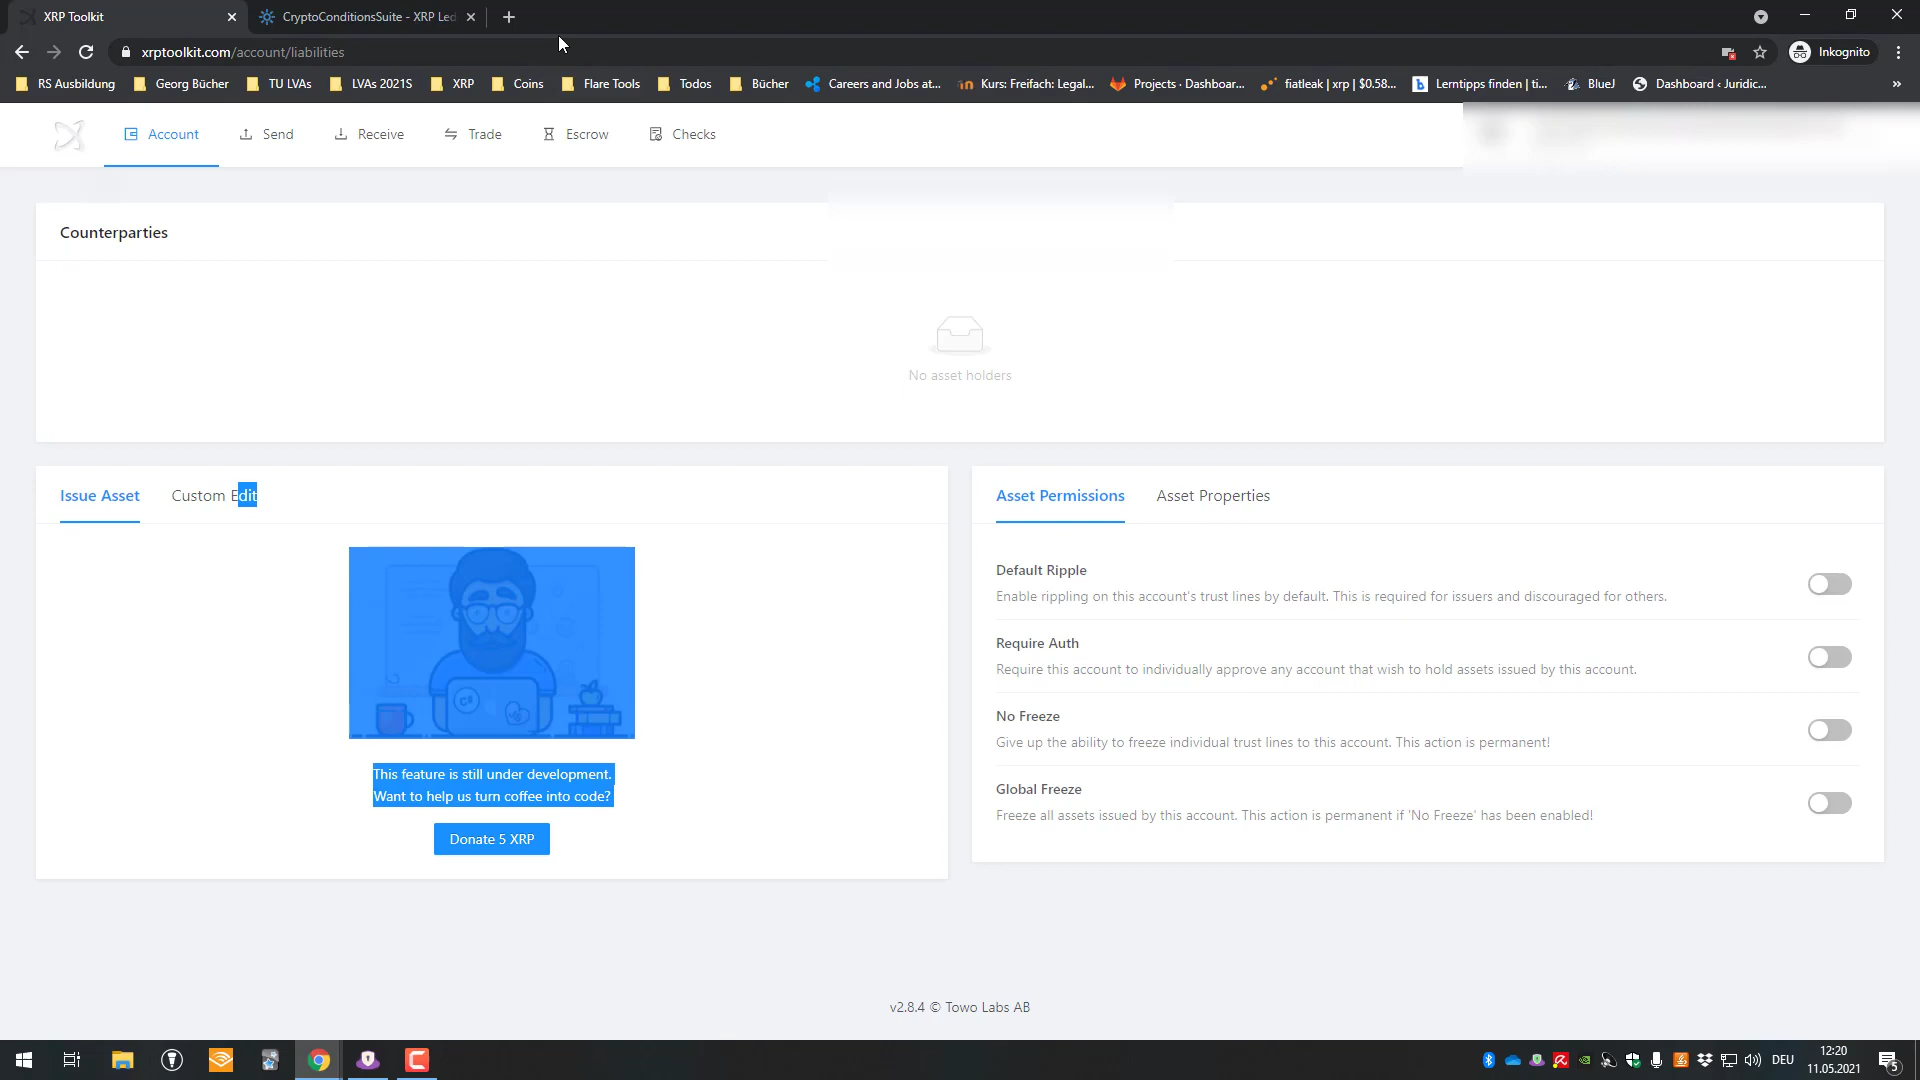 XRP Toolkit
CryptoConditionsSuite - XRP Led
xrptoolkit.com/account/liabilities
Inkognito
RS Ausbildung
Georg Bücher
TU LVAs
LVAs 2021S
XRP
Coins
Flare Tools
Todos
Bücher
Careers and Jobs at...
Kurs: Freifach: Legal...
Projects · Dashboar...
fiatleak | xrp | $0.58...
b
Lerntipps finden | ti...
BlueJ
Dashboard ‹ Juridic...
»
Account
Send
Receive
Trade
Escrow
Checks
Counterparties
No asset holders
Issue Asset
Custom Edit
Asset Permissions
Asset Properties
C#
This feature is still under development.
Want to help us turn coffee into code?
Donate 5 XRP
Default Ripple
Enable rippling on this account's trust lines by default. This is required for issuers and discouraged for others.
Require Auth
Require this account to individually approve any account that wish to hold assets issued by this account.
No Freeze
Give up the ability to freeze individual trust lines to this account. This action is permanent!
Global Freeze
Freeze all assets issued by this account. This action is permanent if 'No Freeze' has been enabled!
v2.8.4 © Towo Labs AB
DEU
12:20
11.05.2021
5